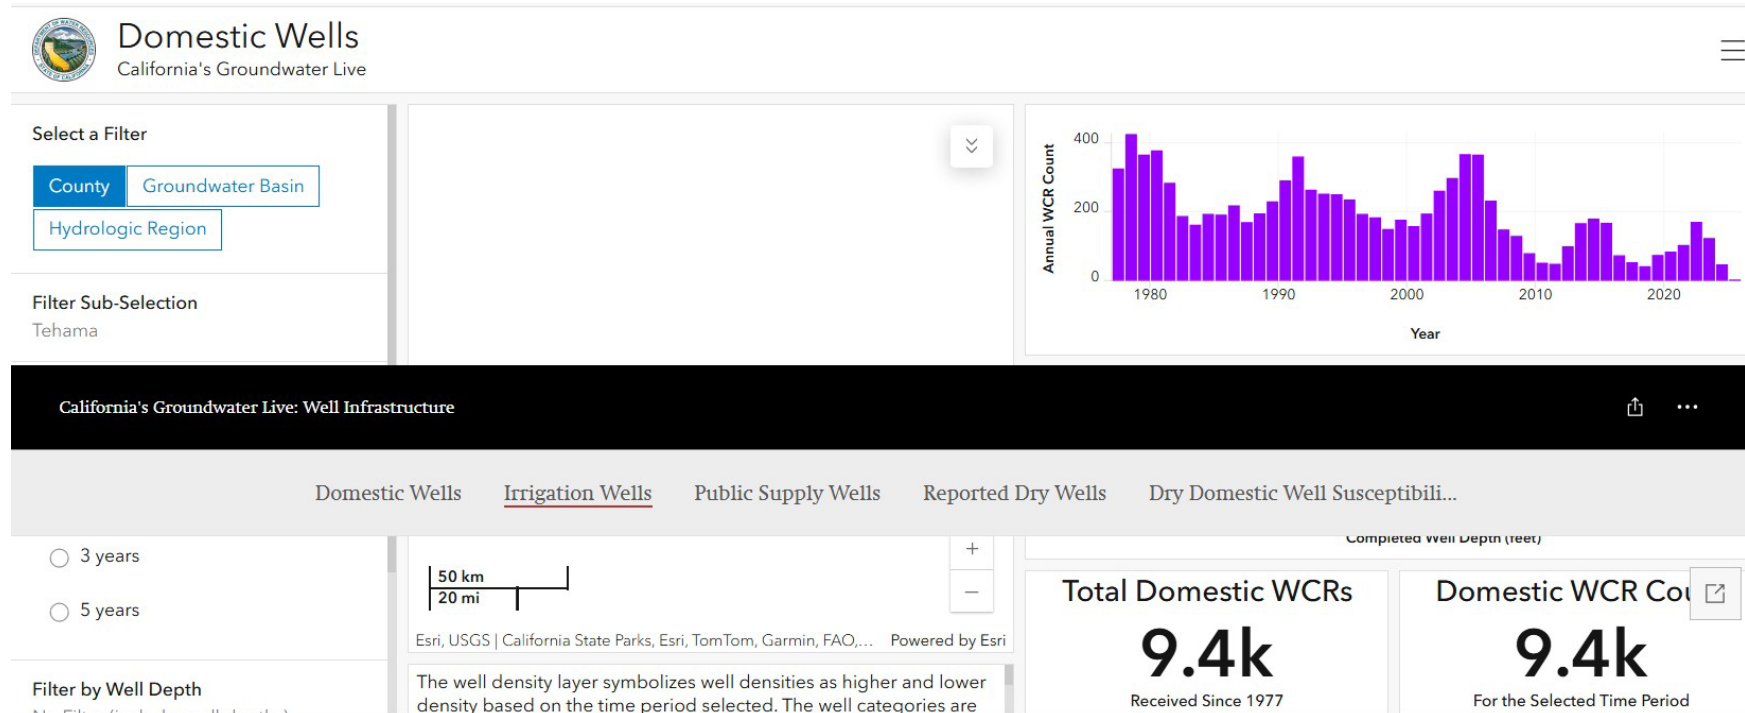 Domestic Wells
California's Groundwater Live
Select a Filter
County
Groundwater Basin
Hydrologic Region
Filter Sub-Selection
Tehama
Annual WCR Count
400
200
0
1980
1990
2000
2010
2020
Year
California's Groundwater Live: Well Infrastructure
Domestic Wells
Irrigation Wells
Public Supply Wells
Reported Dry Wells
Dry Domestic Well Susceptibili...
3 years
5 years
Filter by Well Depth
50 km
20 mi
+
−
Esri, USGS | California State Parks, Esri, TomTom, Garmin, FAO,...
Powered by Esri
The well density layer symbolizes well densities as higher and lower
density based on the time period selected. The well categories are
Completed Well Depth (feet)
Total Domestic WCRs
9.4k
Received Since 1977
Domestic WCR Cou
9.4k
For the Selected Time Period